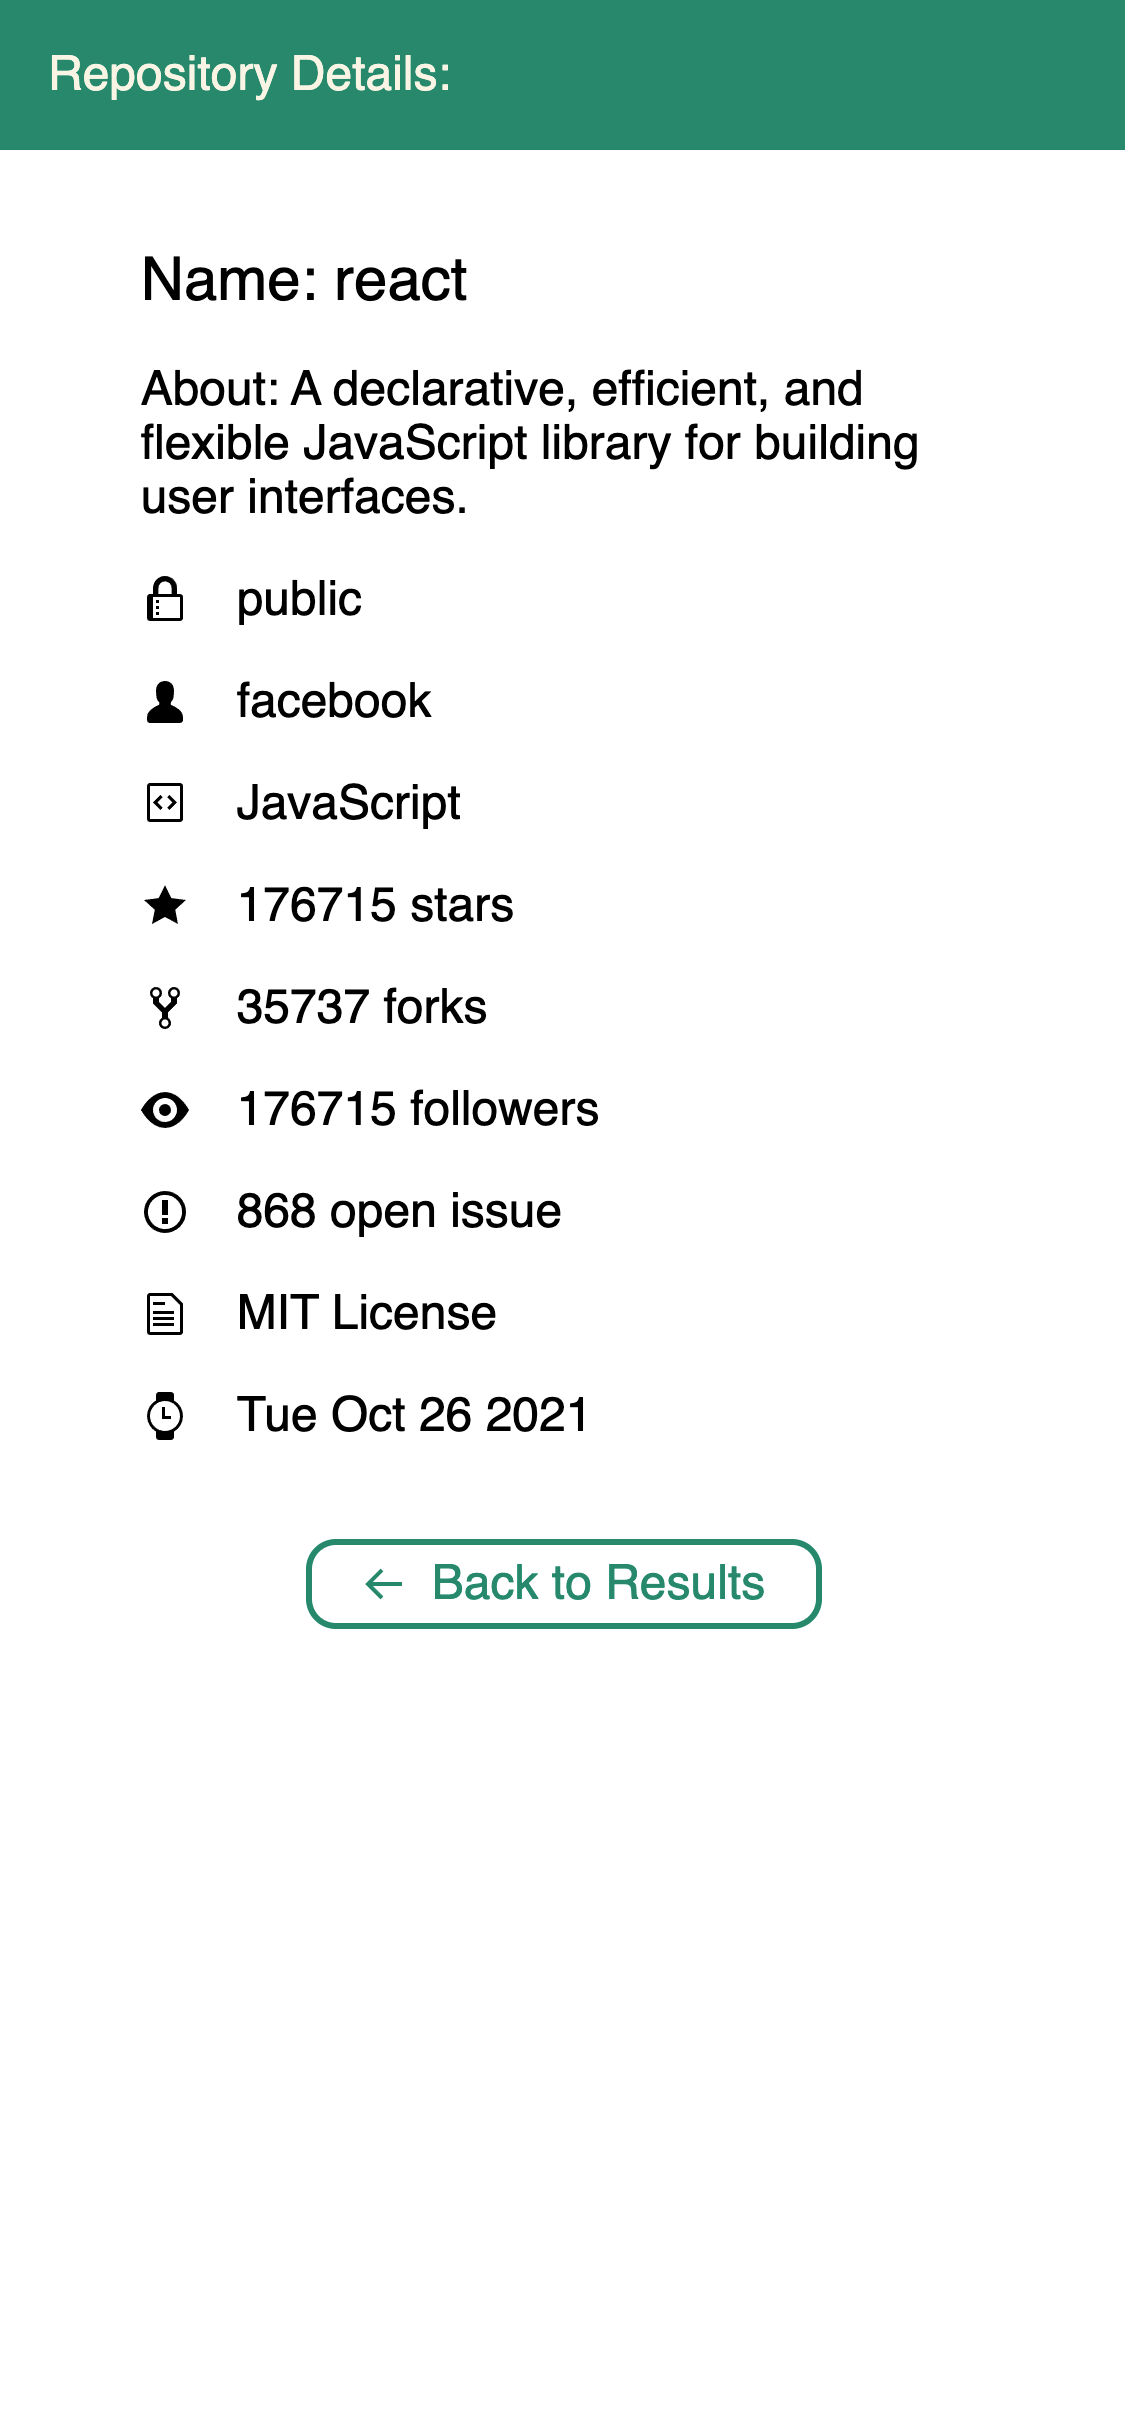 Repository Details:
Name: react
About: A declarative, efficient, and
flexible JavaScript library for building
user interfaces.
public
facebook
JavaScript
176715 stars
35737 forks
176715 followers
868 open issue
MIT License
Tue Oct 26 2021
Back to Results